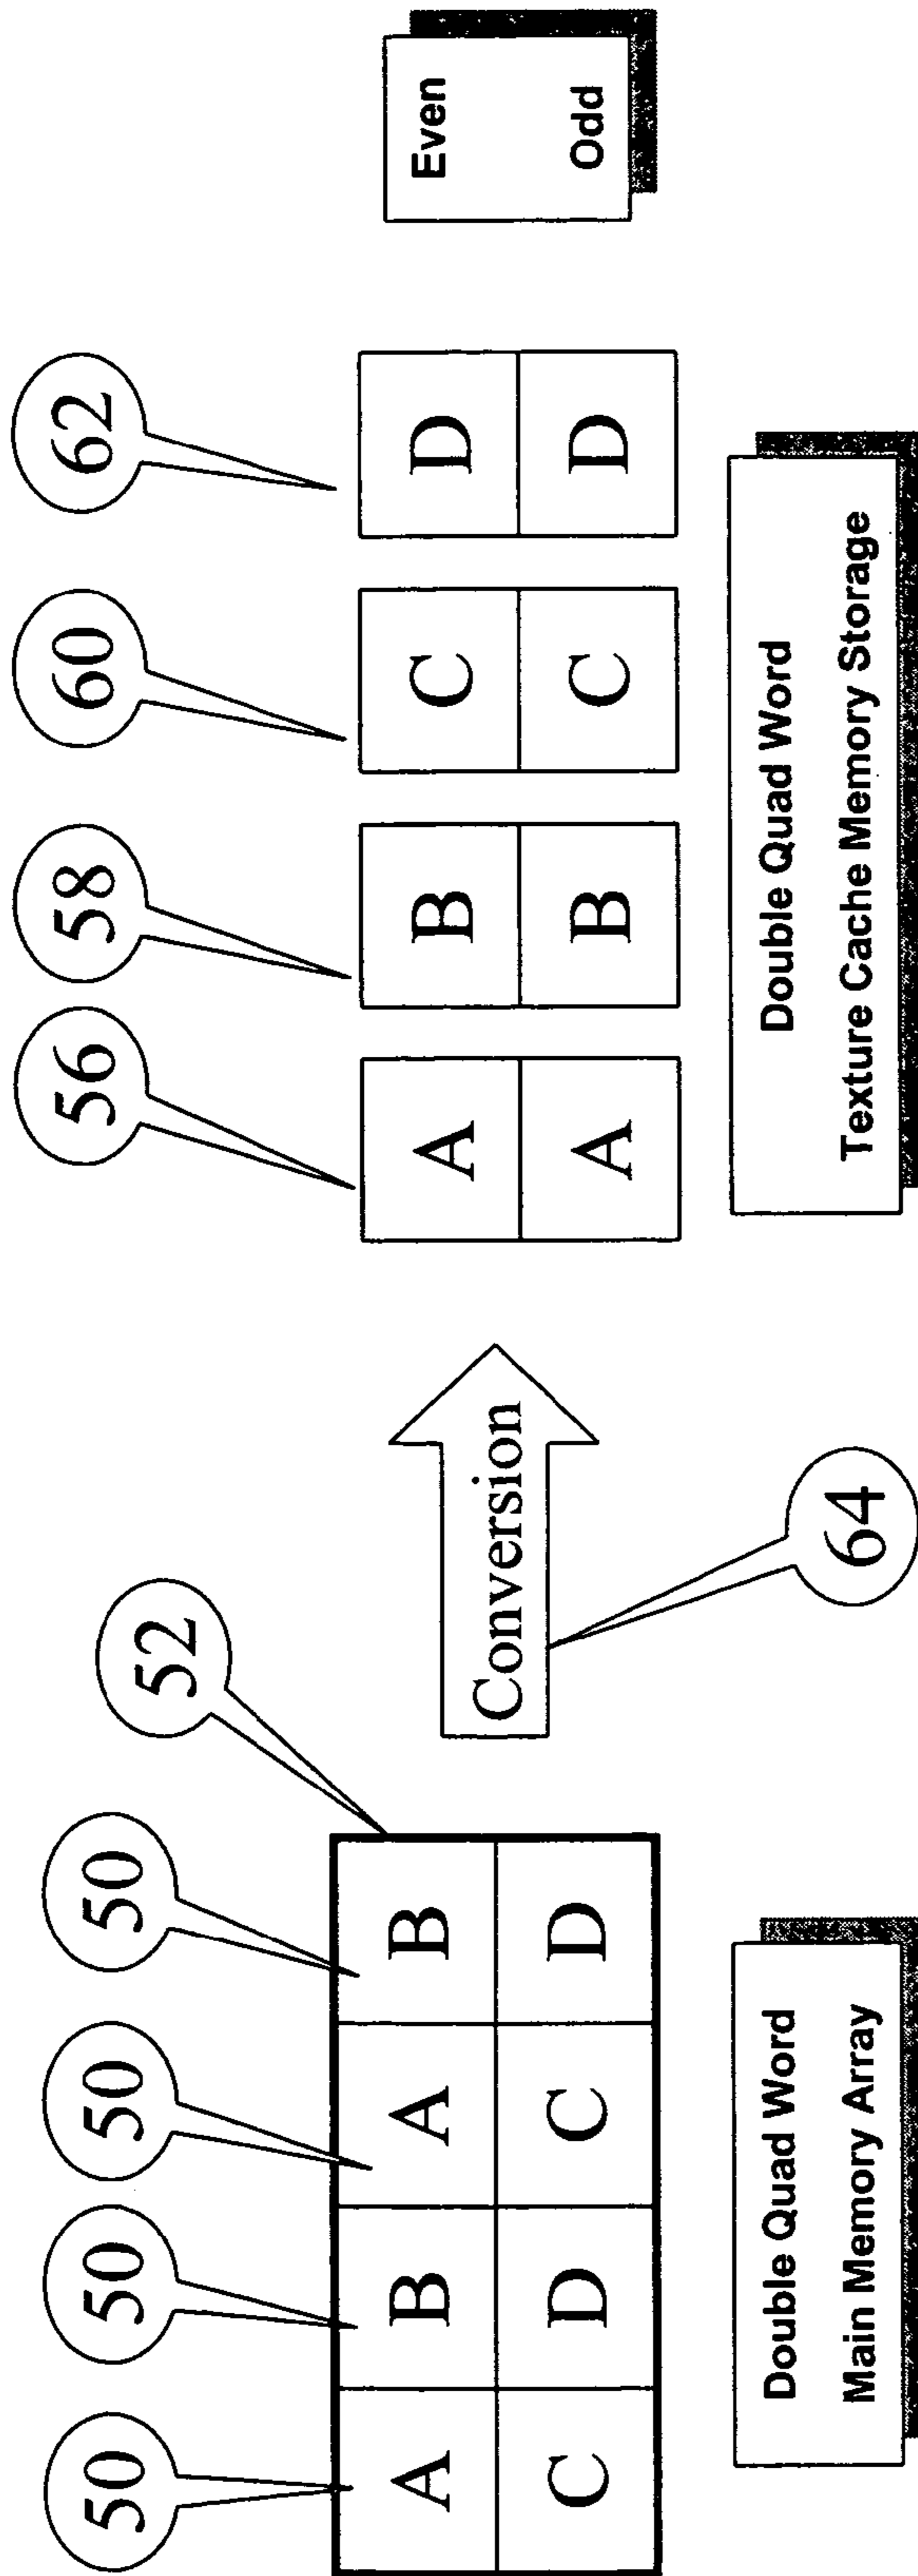 50
50
50
50
52
56
58
60
62
A B A B
C D C D
Conversion
64
A
A
B
B
C
C
D
D
Even
Odd
Double Quad Word
Main Memory Array
Double Quad Word
Texture Cache Memory Storage